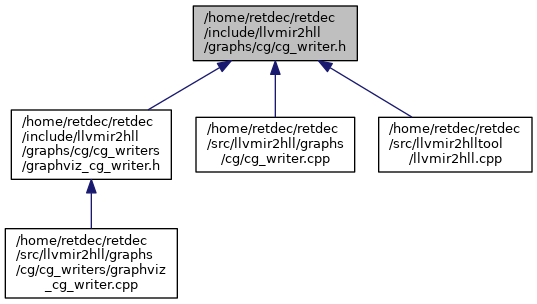 /home/retdec/retdec
/include/llvmir2hll
/graphs/cg/cg_writer.h
/home/retdec/retdec
/include/llvmir2hll
/graphs/cg/cg_writers
/graphviz_cg_writer.h
/home/retdec/retdec
/src/llvmir2hll/graphs
/cg/cg_writer.cpp
/home/retdec/retdec
/src/llvmir2hlltool
/llvmir2hll.cpp
/home/retdec/retdec
/src/llvmir2hll/graphs
/cg/cg_writers/graphviz
_cg_writer.cpp